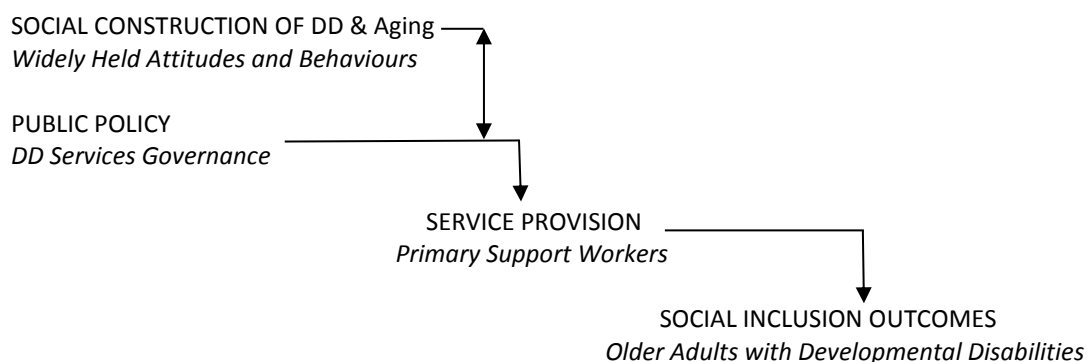 SOCIAL CONSTRUCTION OF DD & Aging
Widely Held Attitudes and Behaviours
PUBLIC POLICY
DD Services Governance
SERVICE PROVISION
Primary Support Workers
SOCIAL INCLUSION OUTCOMES
Older Adults with Developmental Disabilities